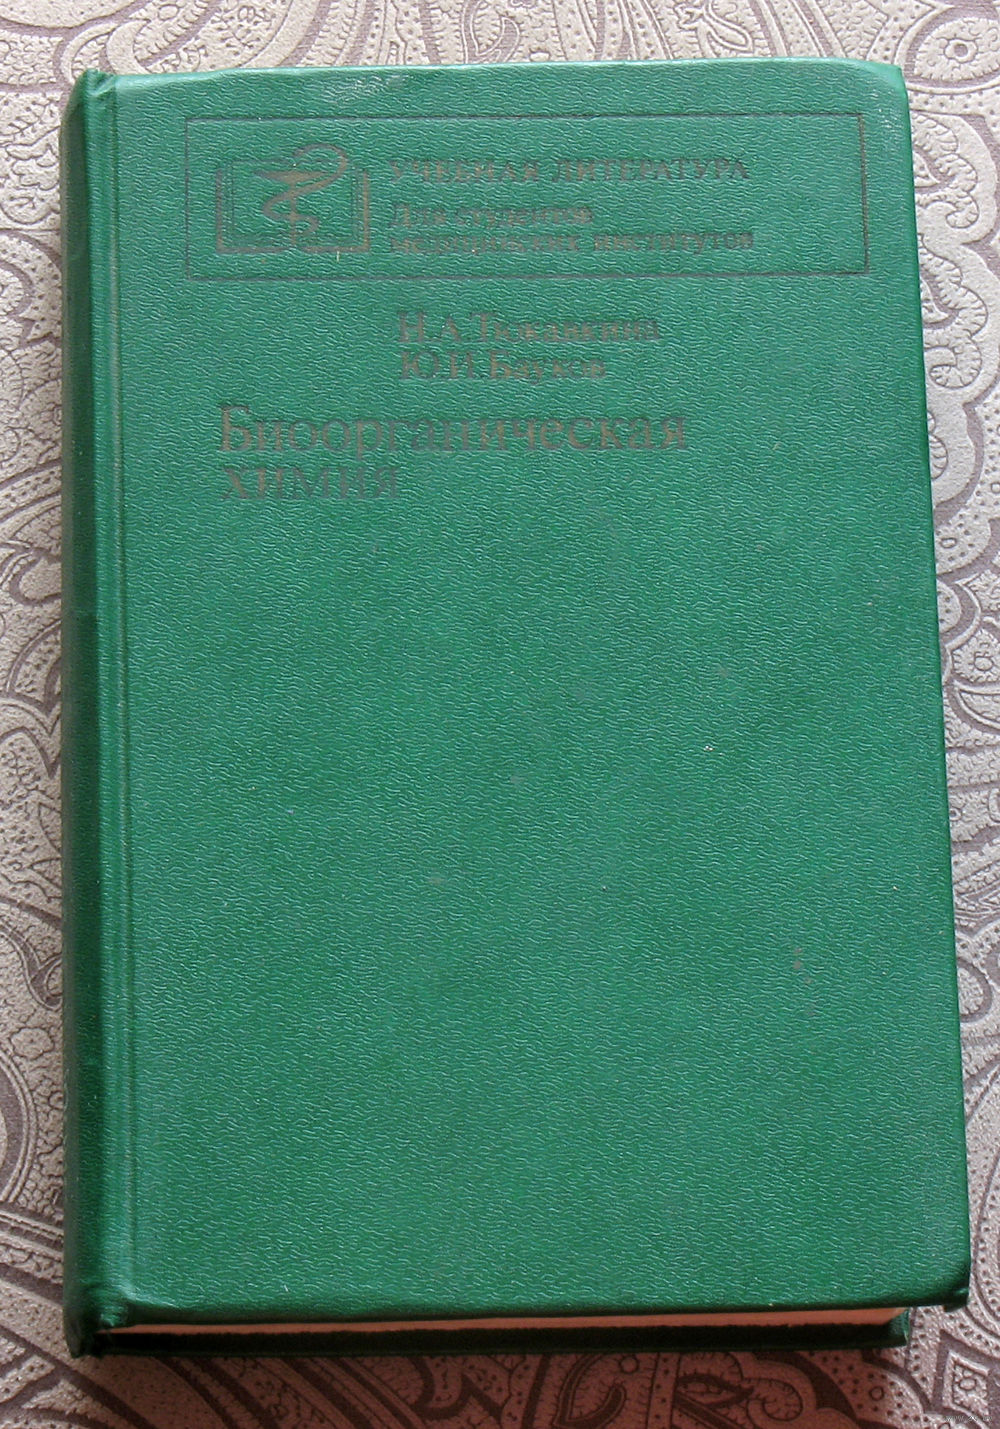 УЧЕБНАЯ ЛИТЕРАТУРА
Для студентов
медицинских институтов
Н.А.Тюкавкина
Ю.И.Бауков
Биоорганическая
химия